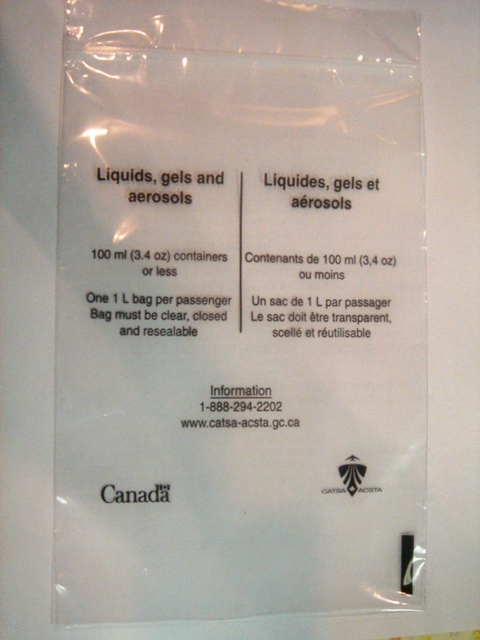 Liquids, gels and
aerosols
100 ml (3.4 oz) containers
or less
One 1 L bag per passenger
Bag must be clear, closed
and resealable
Liquides, gels et
aérosols
Contenants de 100 ml (3,4 oz)
ou moins
Un sac de 1 L par passager
Le sac doit être transparent,
scellé et réutilisable
Information
1-888-294-2202
www.catsa-acsta.gc.ca
Canada
CATSA ACSTA